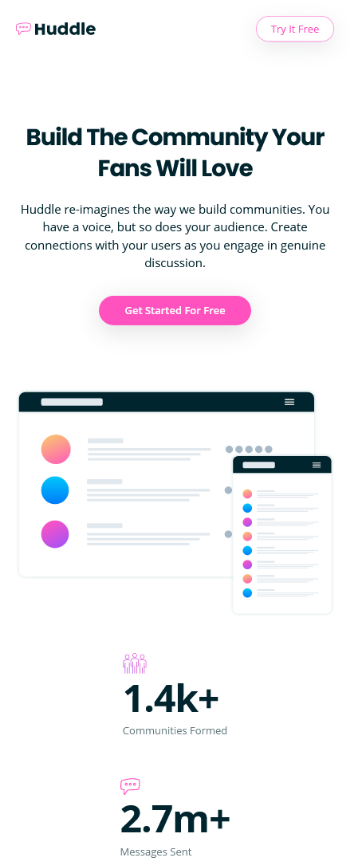 Huddle
Try It Free
Build The Community Your
Fans Will Love
Huddle re-imagines the way we build communities. You
have a voice, but so does your audience. Create
connections with your users as you engage in genuine
discussion.
Get Started For Free
1.4k+
Communities Formed
2.7m+
Messages Sent